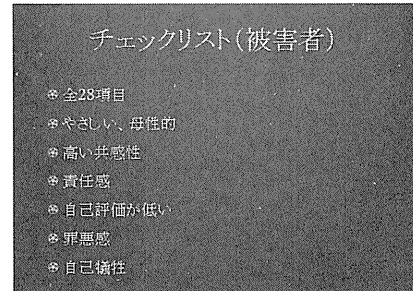 チェックリスト(被害者)
全28項目
やさしい、母性的
高い共感性
責任感
自己評価が低い
罪悪感
自己犠牲